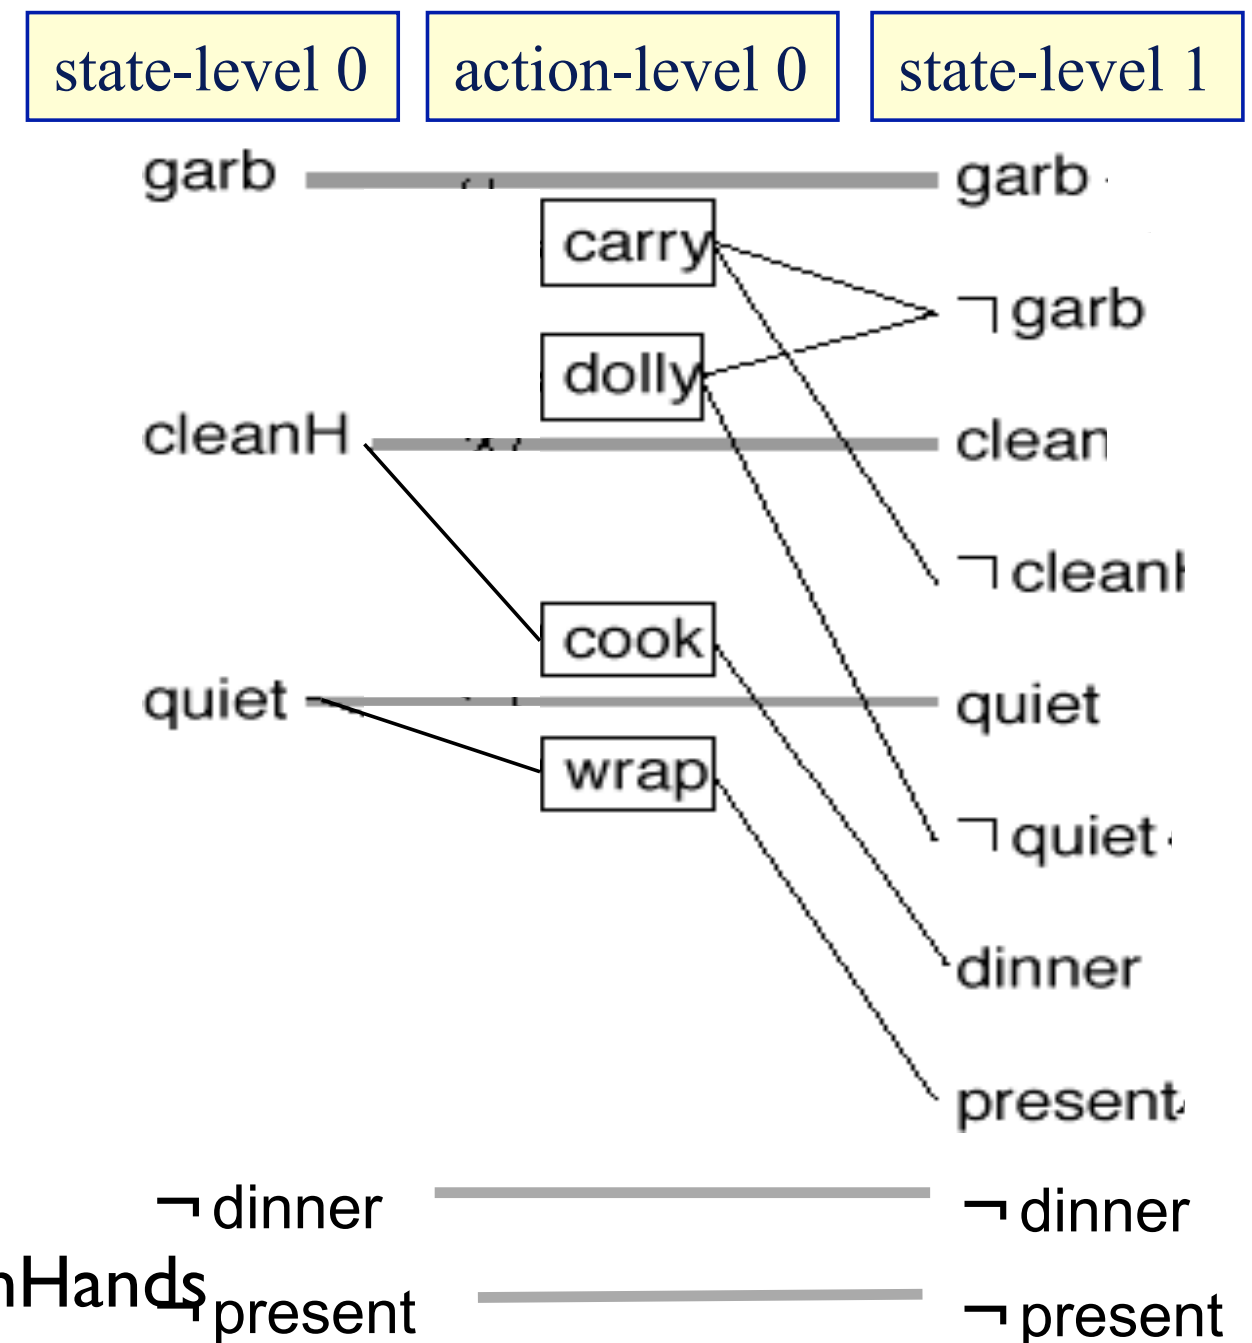 state-level 0 action-level 0 state-level 1
garb garb
carry
¬ garb
dolly
cleanH clean
¬ clean
cook
quiet quiet
wrap
¬ quiet
dinner
present
¬ dinner ¬ dinner
nHands
¬ present ¬ present